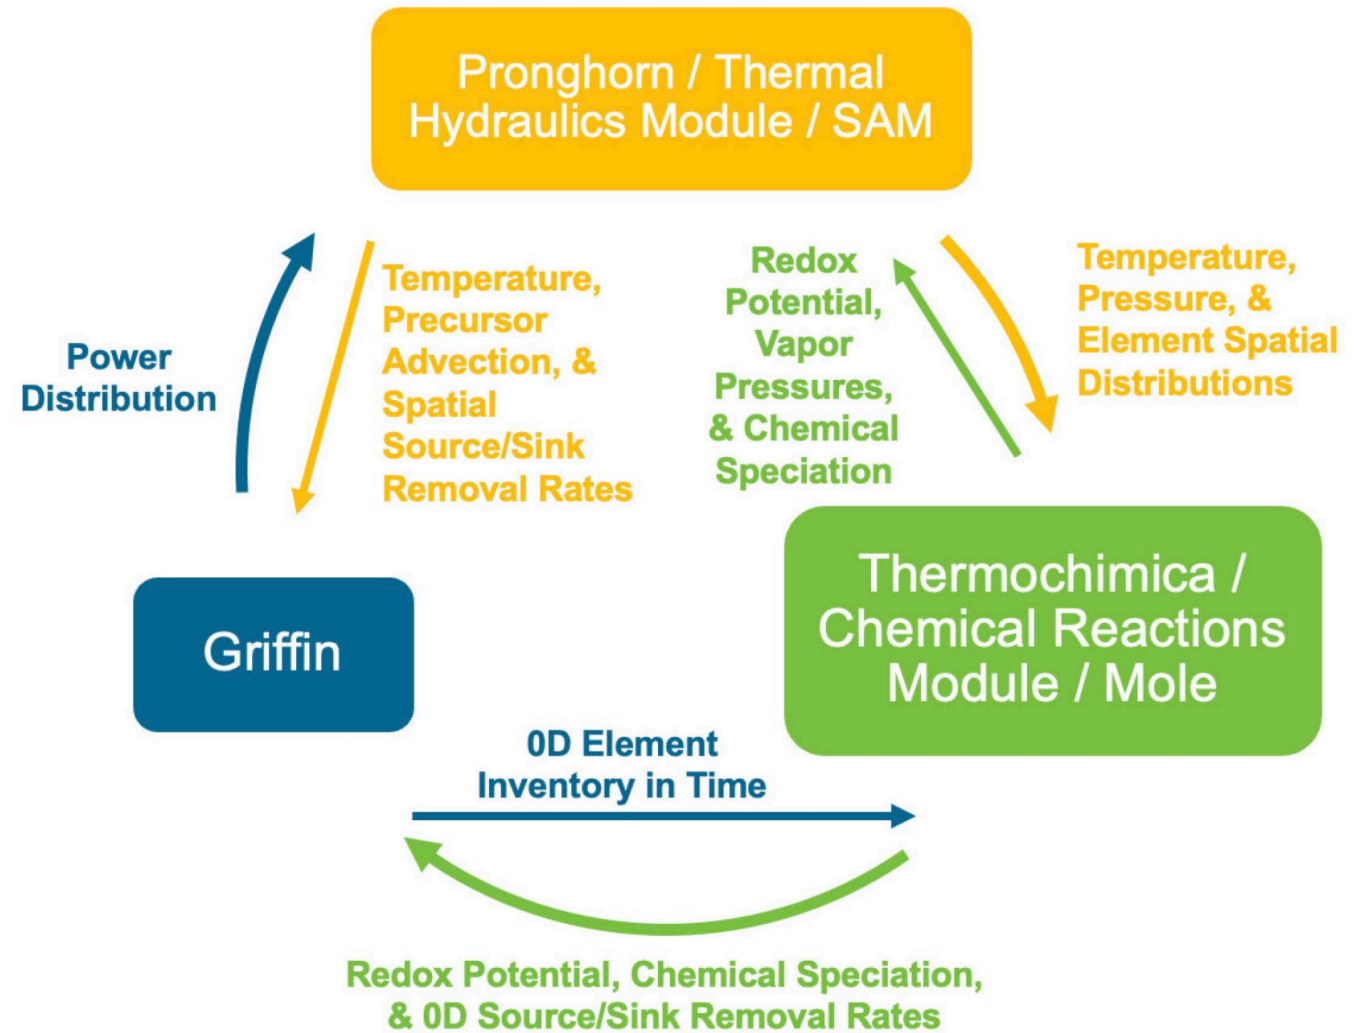 Pronghorn / Thermal
Hydraulics Module / SAM
Power
Distribution
Temperature,
Precursor
Advection, &
Spatial
Source/Sink
Removal Rates
Redox
Potential,
Vapor
Pressures,
& Chemical
Speciation
Temperature,
Pressure, &
Element Spatial
Distributions
Griffin
Thermochimica /
Chemical Reactions
Module / Mole
0D Element
Inventory in Time
Redox Potential, Chemical Speciation,
& 0D Source/Sink Removal Rates